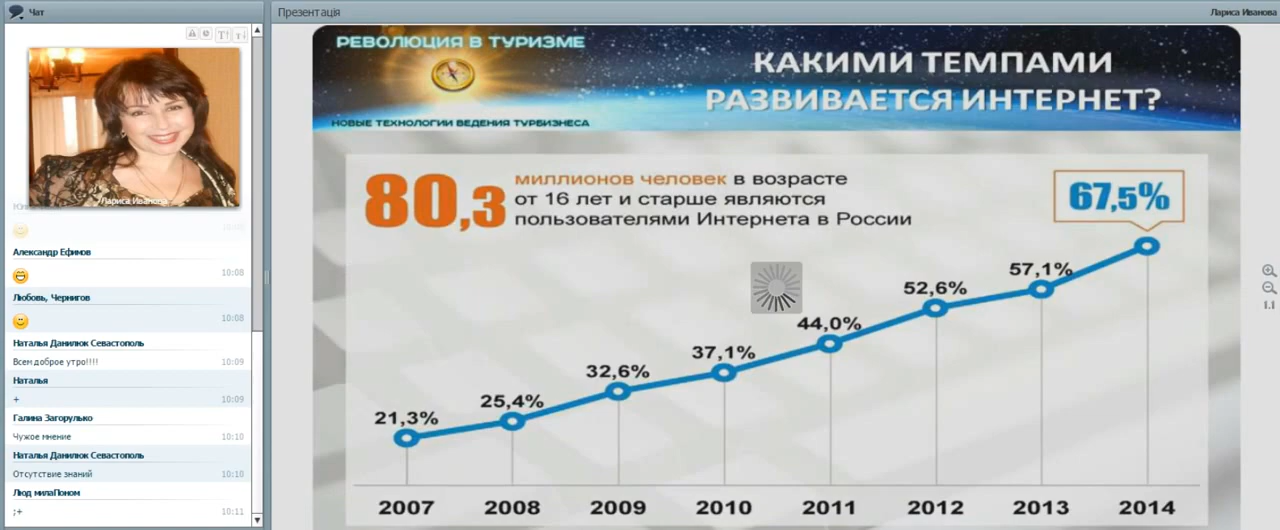 Чат
Презентація
Лариса Иванова
Лариса Иванова
10:08
Александр Ефимов
10:08
Любовь, Чернигов
10:08
Наталья Данилюк Севастополь
Всем доброе утро!!!!
10:09
Наталья
+
10:09
Галина Загорулько
Чужое мнение
10:10
Наталья Данилюк Севастополь
Отсутствие знаний
10:10
Люд милаПоном
;+
10:11
РЕВОЛЮЦИЯ В ТУРИЗМЕ
НОВЫЕ ТЕХНОЛОГИИ ВЕДЕНИЯ ТУРБИЗНЕСА
КАКИМИ ТЕМПАМИ
РАЗВИВАЕТСЯ ИНТЕРНЕТ?
80,3
миллионов человек в возрасте
от 16 лет и старше являются
пользователями Интернета в России
67,5%
57,1%
52,6%
44,0%
37,1%
32,6%
25,4%
21,3%
2007 2008 2009 2010 2011 2012 2013 2014
1:1